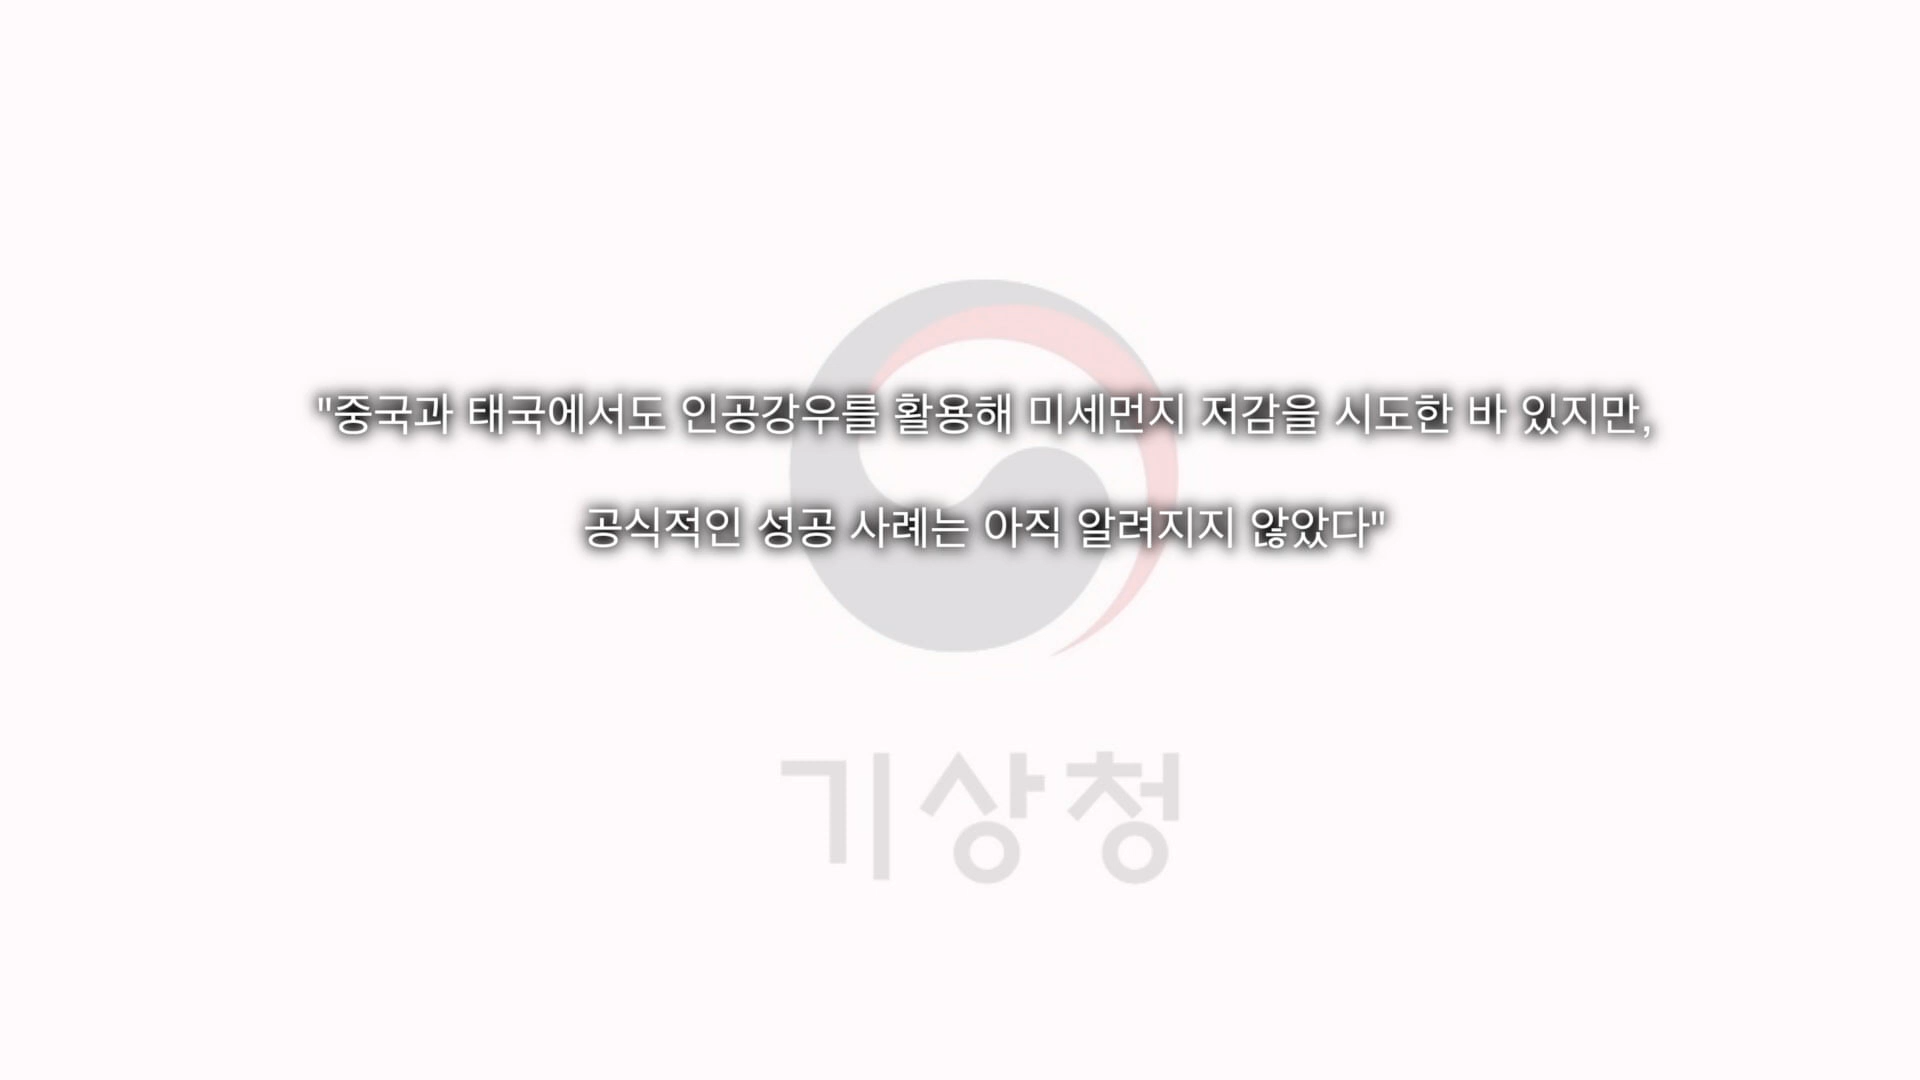 "중국과 태국에서도 인공강우를 활용해 미세먼지 저감을 시도한 바 있지만,
공식적인 성공 사례는 아직 알려지지 않았다"
기상청